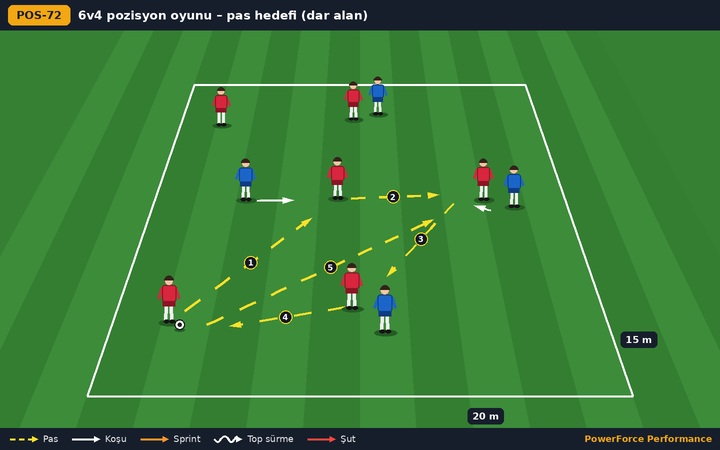 POS-72 6v4 pozisyon oyunu – pas hedefi (dar alan)
2
3
1
5
4
15 m
20 m
Pas Koşu Sprint Top sürme Şut PowerForce Performance